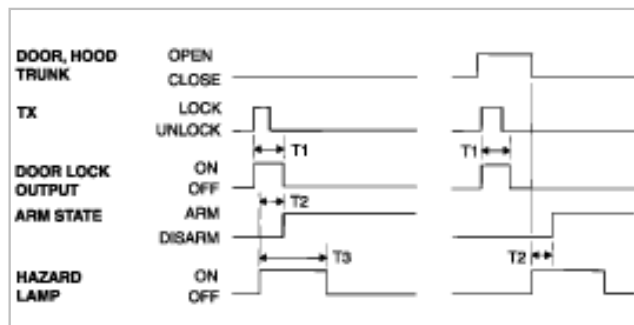 DOOR, HOOD TRUNK OPEN
CLOSE
TX LOCK
UNLOCK
T1 T1
DOOR LOCK OUTPUT ON
OFF
T2
ARM STATE ARM
DISARM
T3 T2
HAZARD LAMP ON
OFF